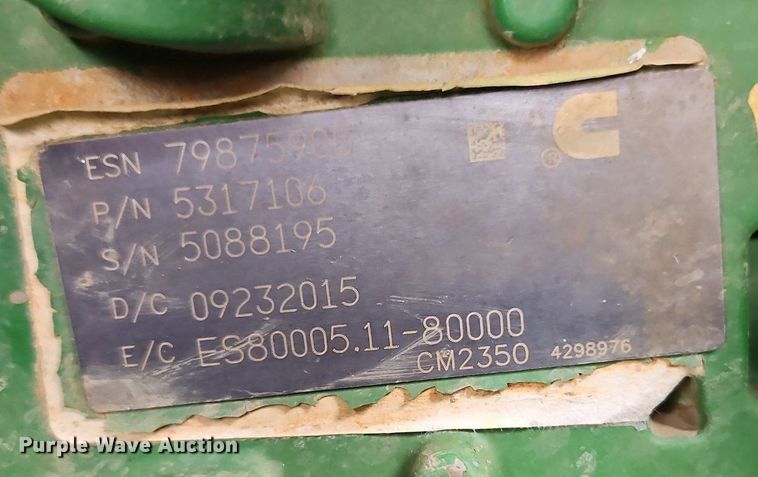 ESN 79875905
P/N 5317106
S/N 5088195
®
D/C 09232015
E/C ES80005.11-80000
CM2350 4298976
Purple Wave Auction